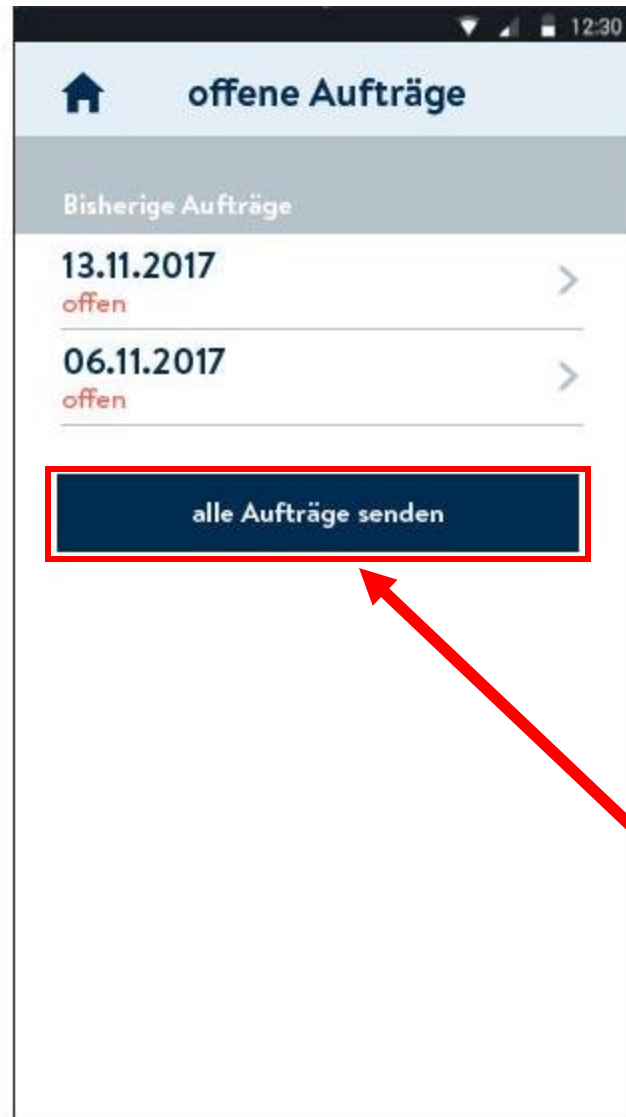 12:30
offene Aufträge
Bisherige Aufträge
13.11.2017
offen
06.11.2017
offen
alle Aufträge senden